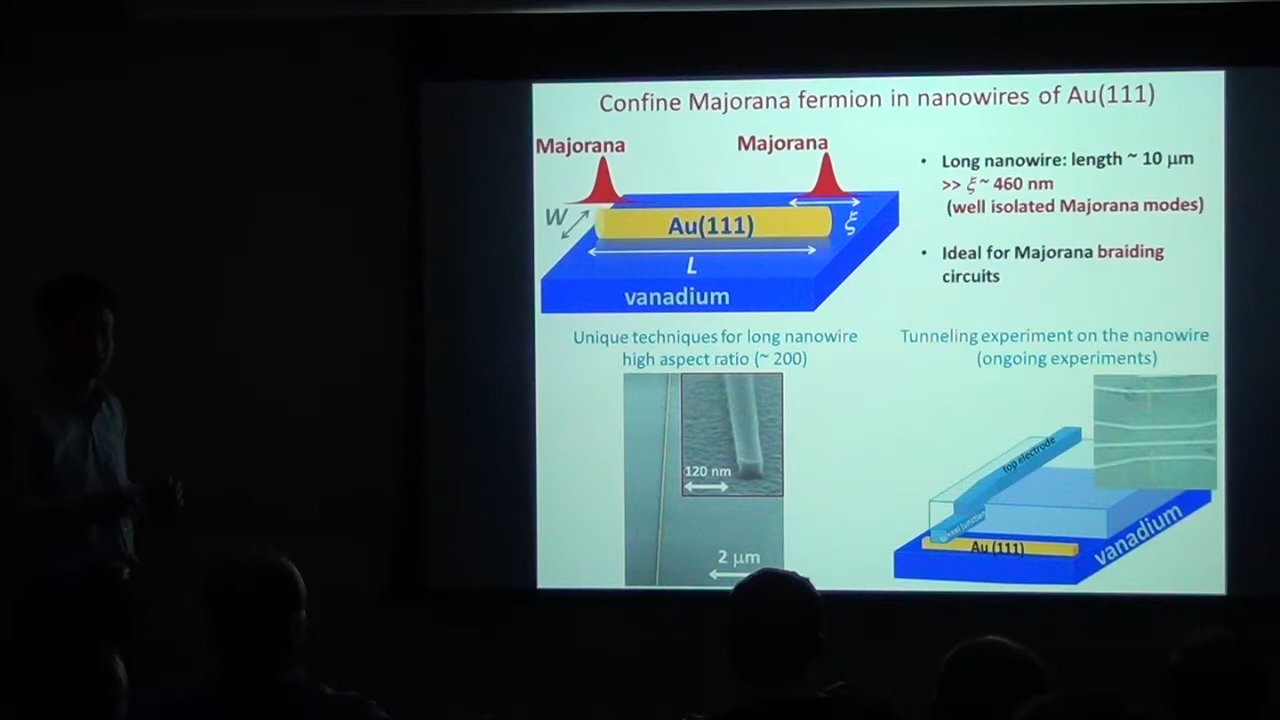 Confine Majorana fermion in nanowires of Au(111)
Majorana
Majorana
W
Au(111)
ξ
L
vanadium
• Long nanowire: length ~ 10 μm
>> ξ ~ 460 nm
(well isolated Majorana modes)
• Ideal for Majorana braiding
circuits
Unique techniques for long nanowire
high aspect ratio (~ 200)
120 nm
2 μm
Tunneling experiment on the nanowire
(ongoing experiments)
top electrode
tunnel junction
Au (111)
vanadium